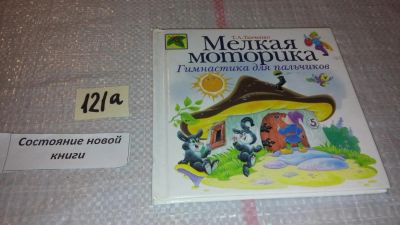 Т.А. Ткаченко
Мелкая
моторика
Гимнастика для пальчиков
5
121а
Состояние новой
книги